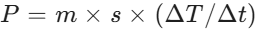 P = m × s × (ΔT/Δt)